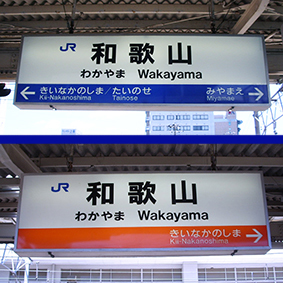 JR 和歌山
わかやま Wakayama
きいなかのしま/たいのせ みやまえ
Kii-Nakanoshima Tainose Miyamae
JR 和歌山
わかやま Wakayama
きいなかのしま
Kii-Nakanoshima